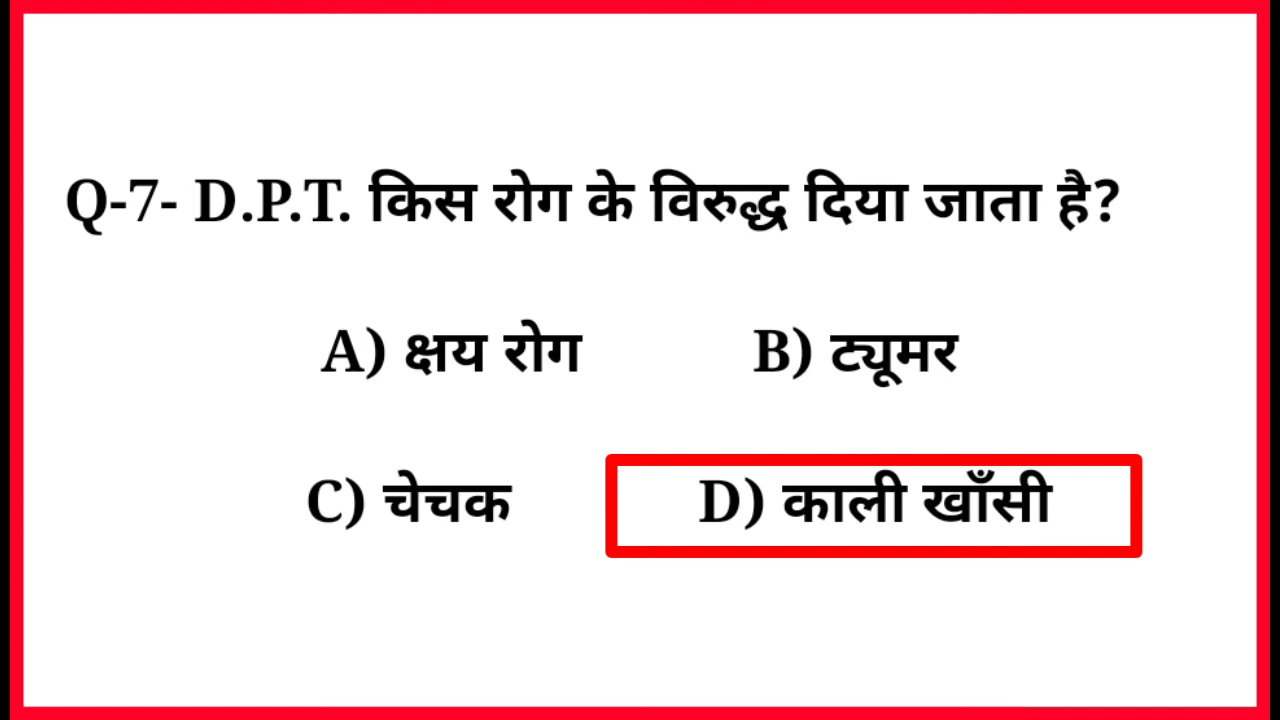 Q-7- D.P.T. किस रोग के विरुद्ध दिया जाता है?
A) क्षय रोग B) ट्यूमर
C) चेचक D) काली खाँसी